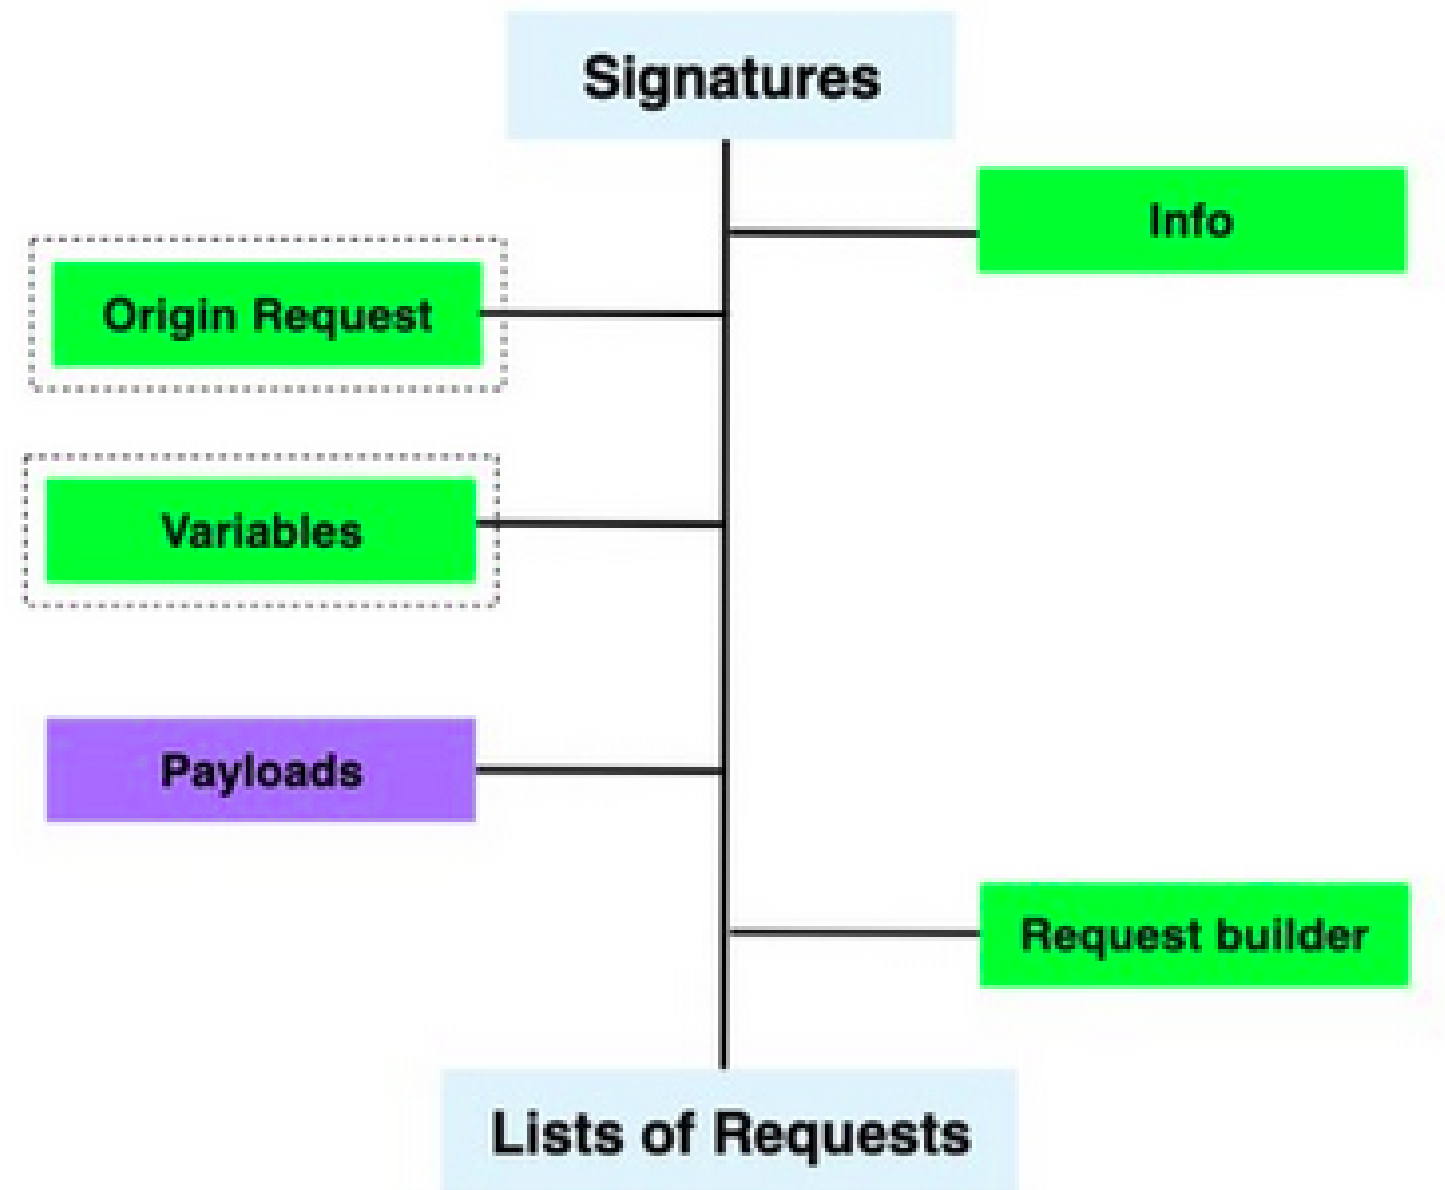 Signatures
Info
Origin Request
Variables
Payloads
Request builder
Lists of Requests